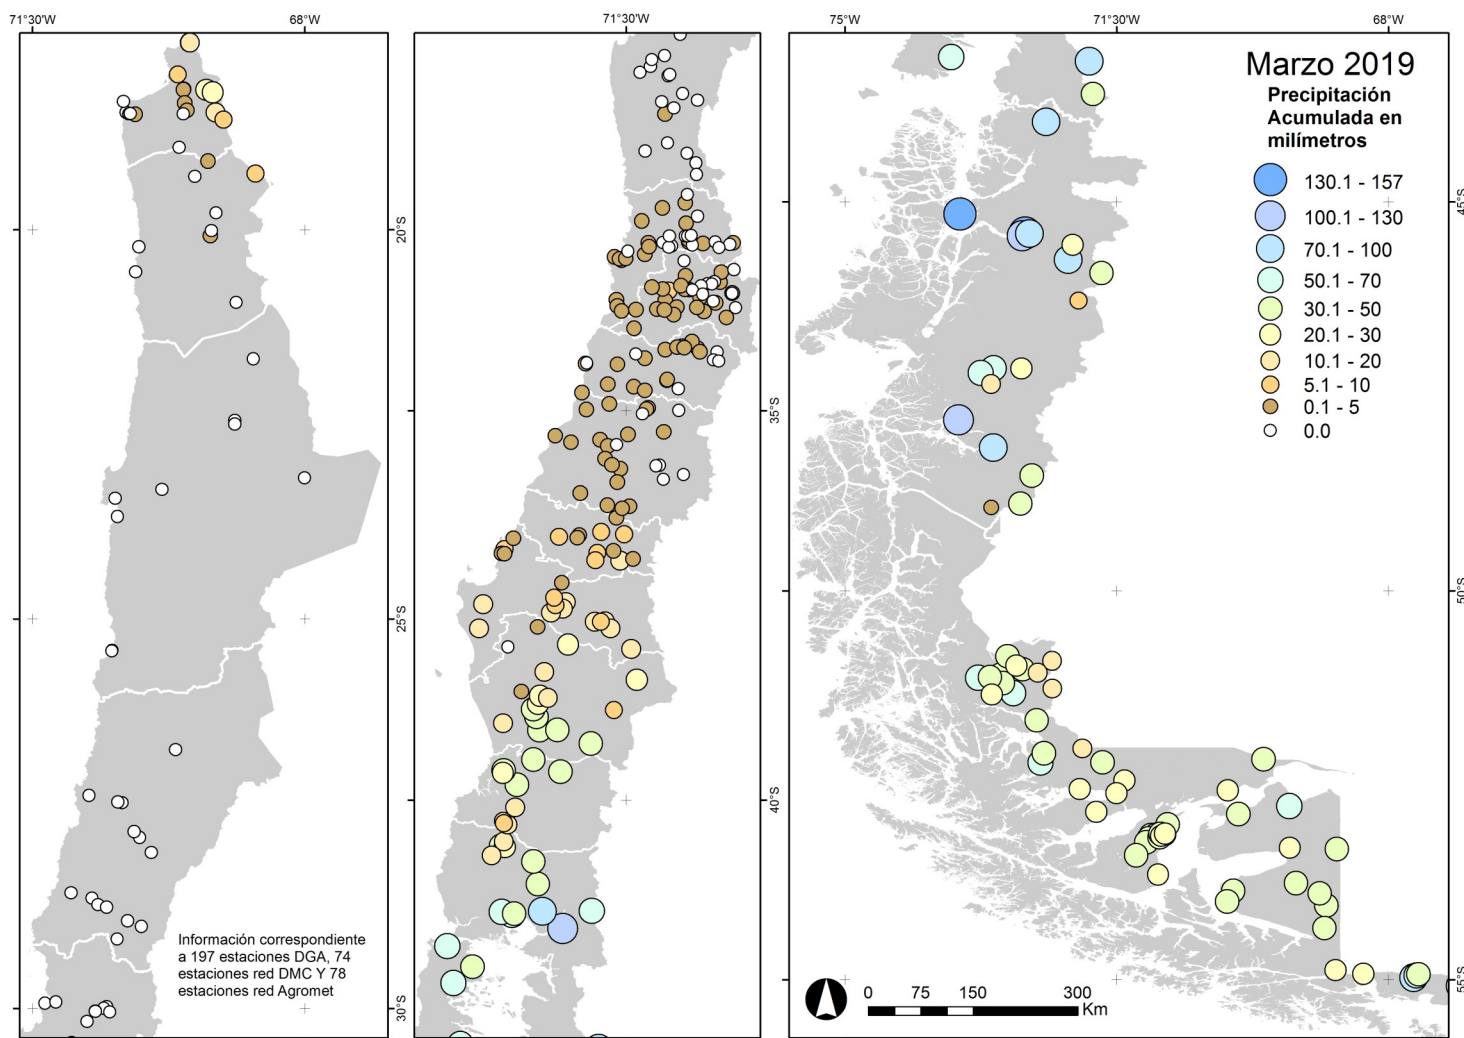 71°30'W
68°W
71°30'W
75°W
71°30'W
68°W
Marzo 2019
Precipitación
Acumulada en
milímetros
130.1 - 157
100.1 - 130
70.1 - 100
50.1 - 70
30.1 - 50
20.1 - 30
10.1 - 20
5.1 - 10
0.1 - 5
0.0
20°S
25°S
30°S
35°S
40°S
45°S
50°S
55°S
Información correspondiente
a 197 estaciones DGA, 74
estaciones red DMC Y 78
estaciones red Agromet
0 75 150 300
Km